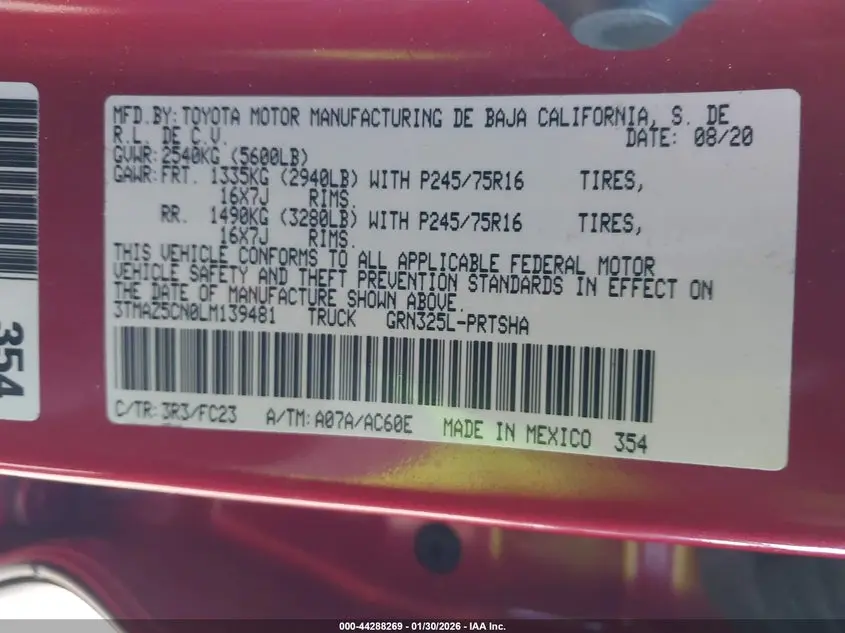 MFD.BY:TOYOTA MOTOR MANUFACTURING DE BAJA CALIFORNIA, S. DE
R.L. DE C.V. DATE: 08/20
GVWR:2540KG (5600LB)
GAWR:FRT. 1335KG (2940LB) WITH P245/75R16 TIRES,
16X7J RIMS.
RR. 1490KG (3280LB) WITH P245/75R16 TIRES,
16X7J RIMS.
THIS VEHICLE CONFORMS TO ALL APPLICABLE FEDERAL MOTOR
VEHICLE SAFETY AND THEFT PREVENTION STANDARDS IN EFFECT ON
THE DATE OF MANUFACTURE SHOWN ABOVE.
3TMAZ5CN0LM139481 TRUCK GRN325L-PRTSHA
C/TR:3R3/FC23 A/TM:A07A/AC60E MADE IN MEXICO 354
354
000-44288269 - 01/30/2026 - IAA Inc.